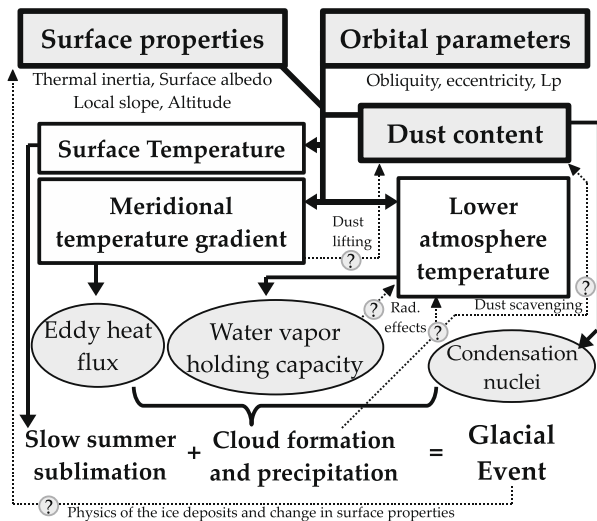 Surface properties
Orbital parameters
Thermal inertia, Surface albedo
Local slope, Altitude
Obliquity, eccentricity, Lp
Dust content
Surface Temperature
Meridional
temperature gradient
Dust
lifting
?
Lower
atmosphere
temperature
?
Rad.
effects
?
Dust scavenging
?
Eddy heat
flux
Water vapor
holding capacity
Condensation
nuclei
Slow summer
sublimation
+
Cloud formation
and precipitation
=
Glacial
Event
?
Physics of the ice deposits and change in surface properties